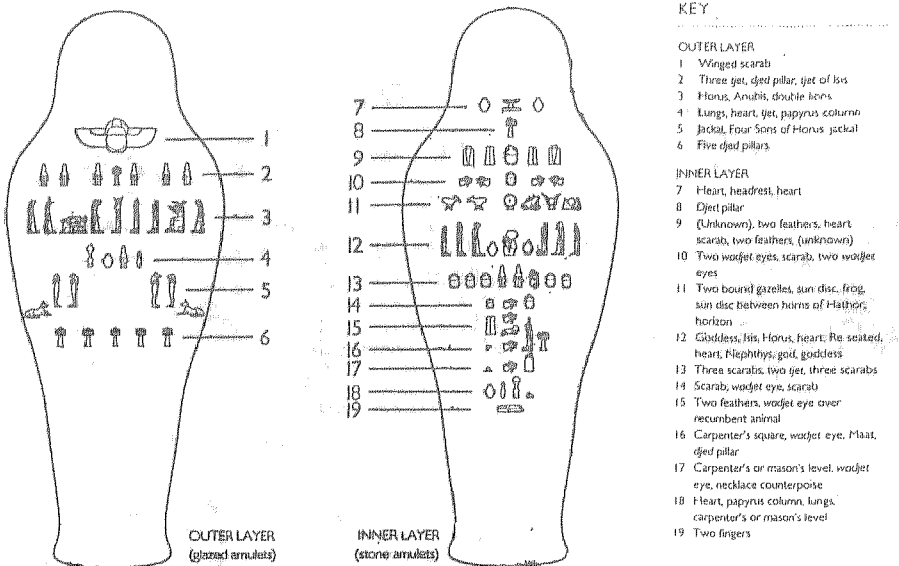 1
2
3
4
5
6
OUTER LAYER
(glazed amulets)
7
8
9
10
11
12
13
14
15
16
17
18
19
INNER LAYER
(stone amulets)
KEY
OUTER LAYER
1 Winged scarab
2 Three tjet, djed pillar, tjet of Isis
3 Horus, Anubis, double lions
4 Lungs, heart, tjet, papyrus column
5 Jackal, Four Sons of Horus jackal
6 Five djed pillars
INNER LAYER
7 Heart, headrest, heart
8 Djed pillar
9 (Unknown), two feathers, heart
scarab, two feathers, (unknown)
10 Two wadjet eyes, scarab, two wadjet
eyes
11 Two bound gazelles, sun disc, frog,
sun disc between horns of Hathor,
horizon
12 Goddess, Isis, Horus, heart, Re seated,
heart, Nephthys, god, goddess
13 Three scarabs, two tjet, three scarabs
14 Scarab, wadjet eye, scarab
15 Two feathers, wadjet eye over
recumbent animal
16 Carpenter's square, wadjet eye, Maat,
djed pillar
17 Carpenter's or mason's level, wadjet
eye, necklace counterpoise
18 Heart, papyrus column, lungs,
carpenter's or mason's level
19 Two fingers